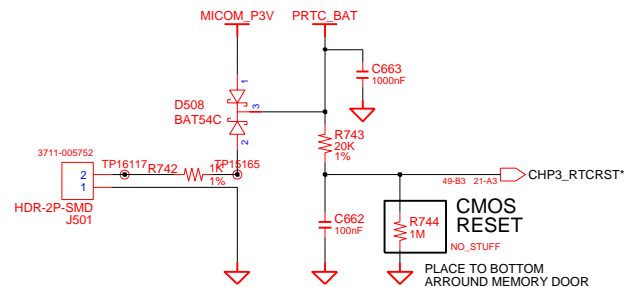 MICOM_P3V
PRTC_BAT
C663
1000nF
1
3
2
D508
BAT54C
R743
20K
1%
3711-005752
TP16117
R742
1K
1%
TP15165
2
1
HDR-2P-SMD
J501
49-B3 21-A3
CHP3_RTCRST*
C662
100nF
R744
1M
CMOS
RESET
NO_STUFF
PLACE TO BOTTOM
ARROUND MEMORY DOOR